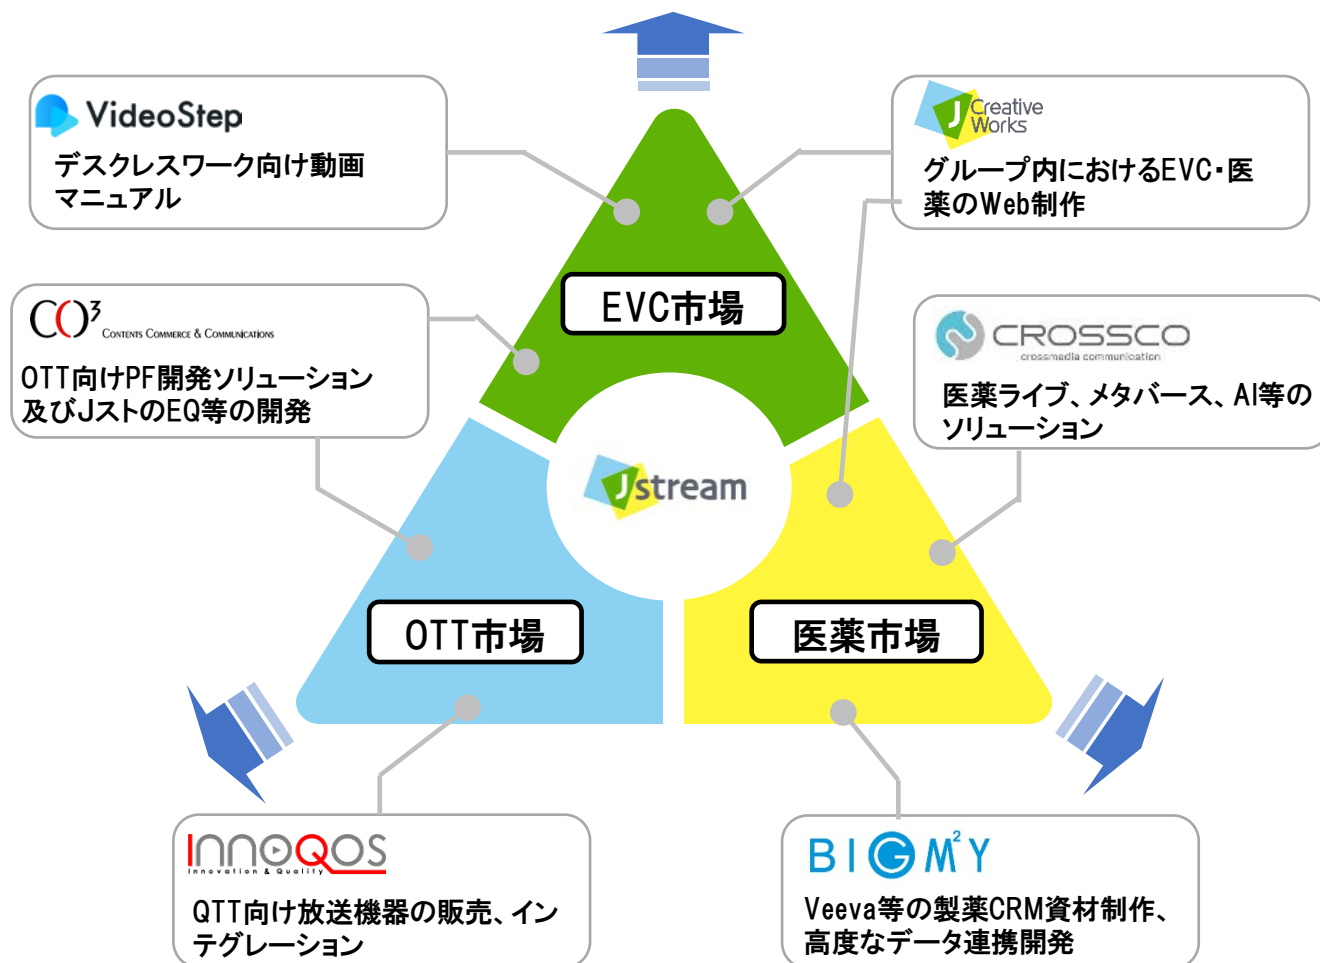 VideoStep
デスクレスワーク向け動画
マニュアル
J Creative
Works
グループ内におけるEVC・医
薬のWeb制作
EVC市場
CO³
CONTENTS COMMERCE & COMMUNICATIONS
OTT向けPF開発ソリューション
及びJストのEQ等の開発
CROSSCO
crossmedia communication
医薬ライブ、メタバース、AI等の
ソリューション
Jstream
OTT市場
医薬市場
INNOQOS
Innovation & Quality
QTT向け放送機器の販売、イン
テグレーション
BIGM²Y
Veeva等の製薬CRM資材制作、
高度なデータ連携開発